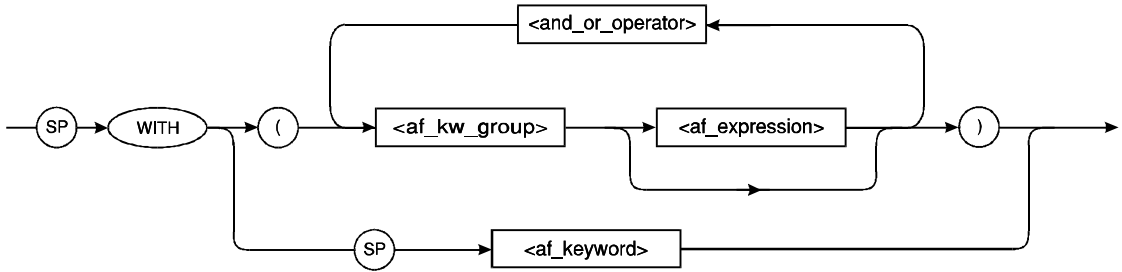 <and_or_operator>
SP WITH ( <af_kw_group> <af_expression> )
SP <af_keyword>